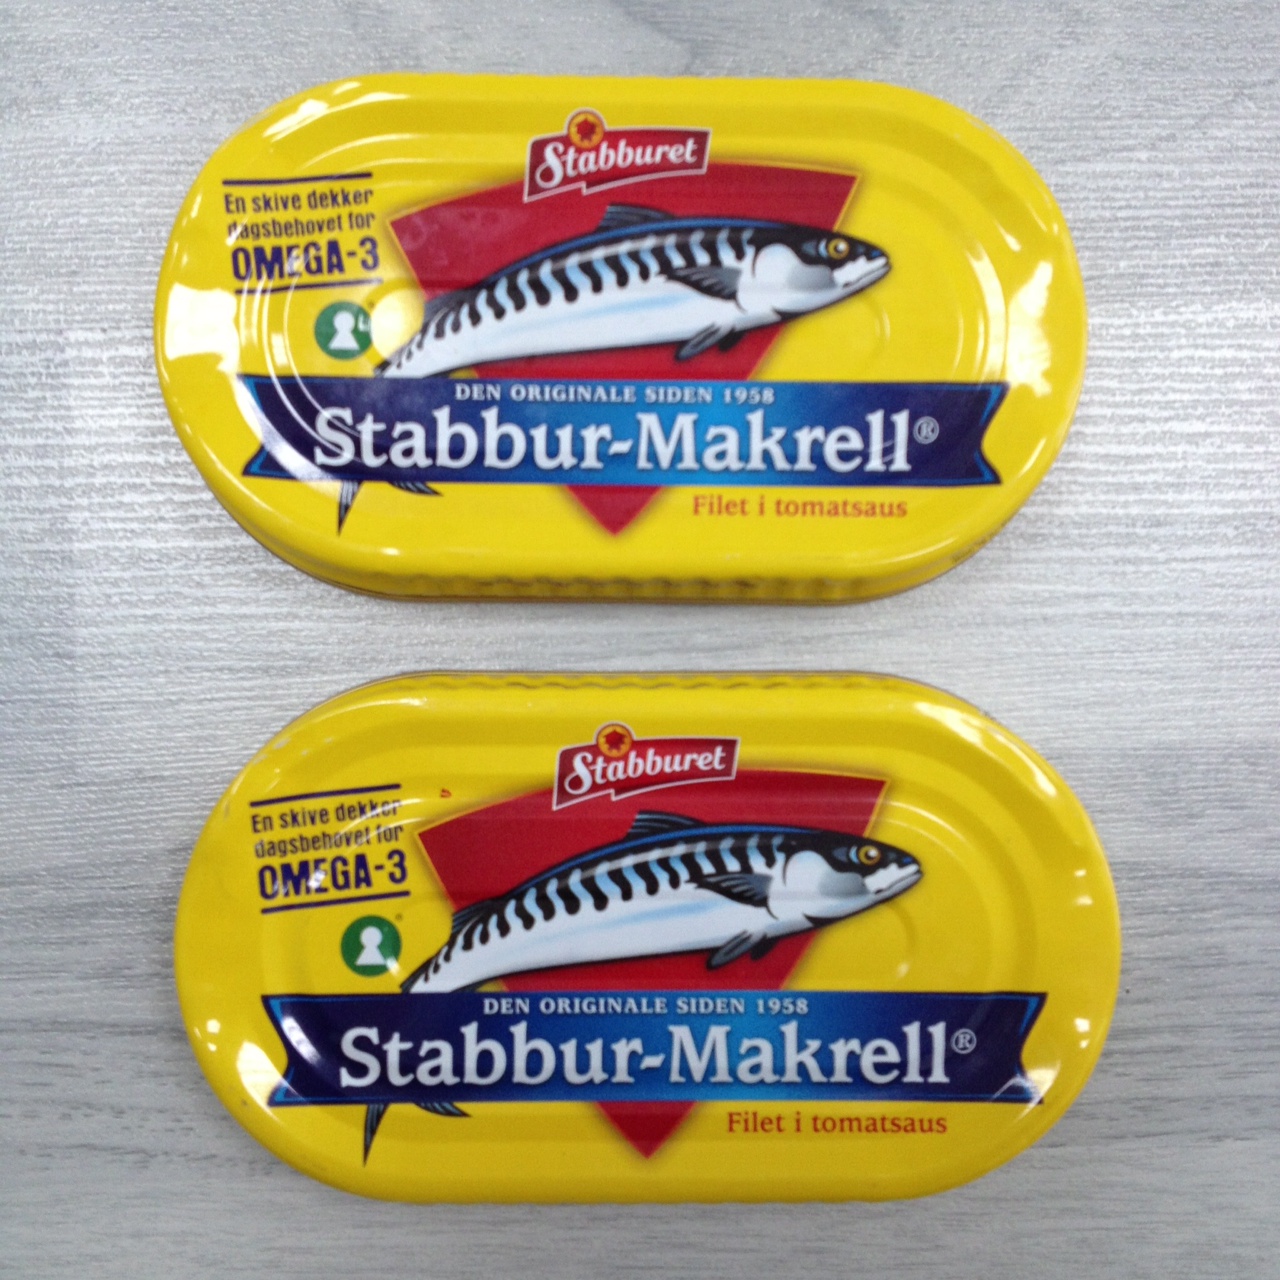 Stabburet
En skive dekker
dagsbehovet for
OMEGA-3
DEN ORIGINALE SIDEN 1958
Stabbur-Makrell®
Filet i tomatsaus
Stabburet
En skive dekker
dagsbehovet for
OMEGA-3
DEN ORIGINALE SIDEN 1958
Stabbur-Makrell®
Filet i tomatsaus